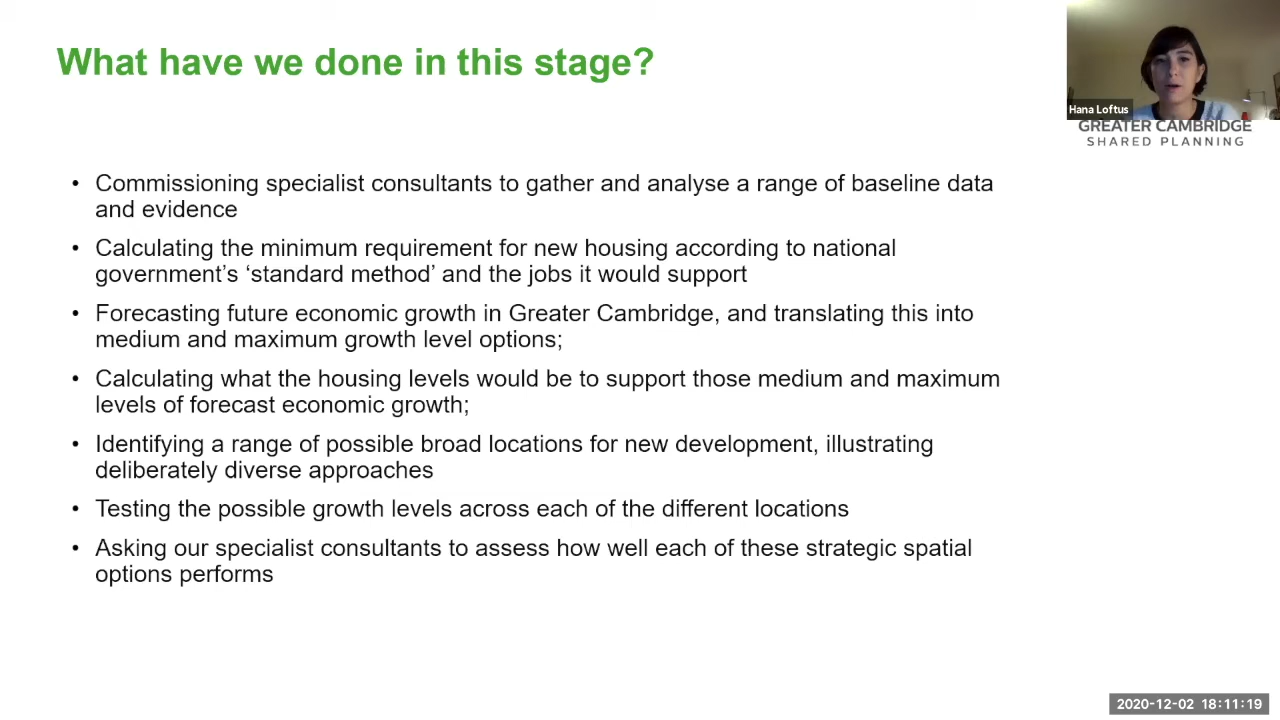 What have we done in this stage?
Hana Loftus
GREATER CAMBRIDGE
SHARED PLANNING
• Commissioning specialist consultants to gather and analyse a range of baseline data
and evidence
• Calculating the minimum requirement for new housing according to national
government’s ‘standard method’ and the jobs it would support
• Forecasting future economic growth in Greater Cambridge, and translating this into
medium and maximum growth level options;
• Calculating what the housing levels would be to support those medium and maximum
levels of forecast economic growth;
• Identifying a range of possible broad locations for new development, illustrating
deliberately diverse approaches
• Testing the possible growth levels across each of the different locations
• Asking our specialist consultants to assess how well each of these strategic spatial
options performs
2020-12-02 18:11:19